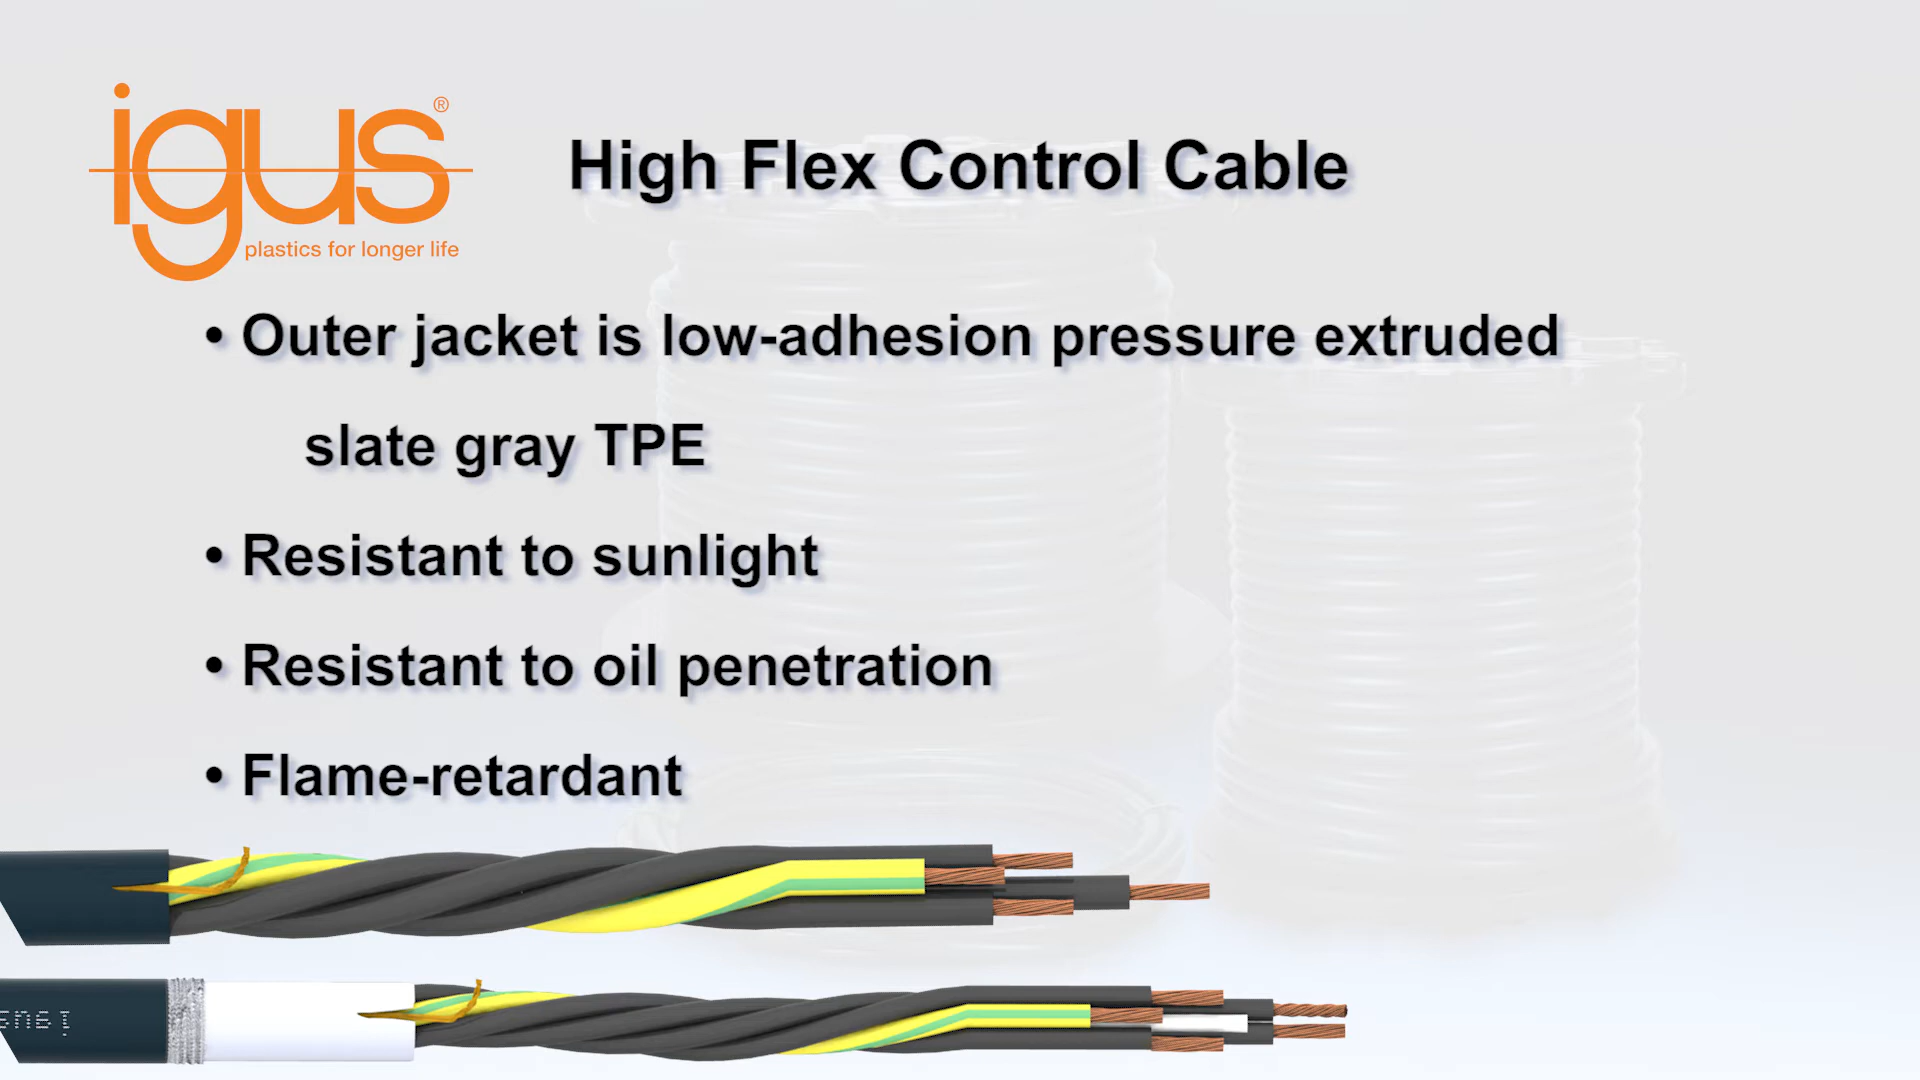 igus®
plastics for longer life
High Flex Control Cable
• Outer jacket is low-adhesion pressure extruded
slate gray TPE
• Resistant to sunlight
• Resistant to oil penetration
• Flame-retardant